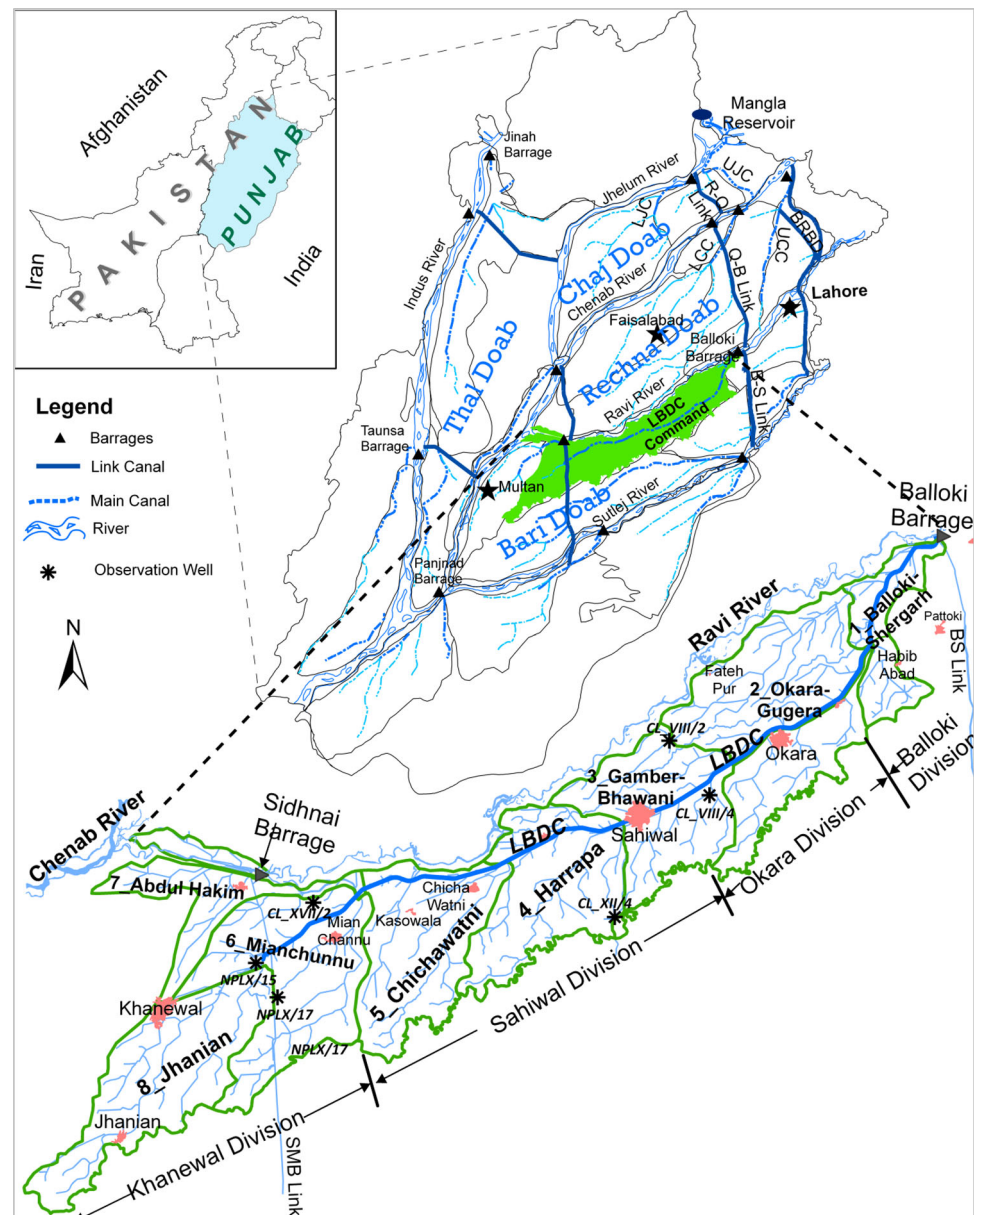 Afghanistan
PAKISTAN
PUNJAB
Iran
India
Mangla
Reservoir
Jinah
Barrage
Jhelum River
UJC
R-Q
Link
LJC
Chaj Doab
Chenab River
LCC
Q-B Link
UCC
BRBD
Indus River
Lahore
Faisalabad
Rechna Doab
Balloki
Barrage
Thal Doab
Ravi River
B-S Link
LBDC
Command
Taunsa
Barrage
Multan
Bari Doab
Sutlej River
Panjnad
Barrage
Legend
Barrages
Link Canal
Main Canal
River
Observation Well
N
Balloki
Barrage
Ravi River
1_Balloki-
Shergarh
Pattoki
BS Link
Habib
Abad
Fateh
Pur
2_Okara-
Gugera
CL_VIII/2
LBDC
Okara
Balloki
Division
3_Gamber-
Bhawani
CL_VIII/4
Sahiwal
Okara Division
Sidhnai
Barrage
Chenab River
LBDC
4_Harrapa
CL_XII/4
7_Abdul Hakim
CL_XVII/2
Chicha
Watni
Kasowala
Mian
Channu
6_Mianchunnu
5_Chichawatni
Sahiwal Division
NPLX/15
NPLX/17
Khanewal
NPLX/17
8_Jhanian
Jhanian
Khanewal Division
SMB Link